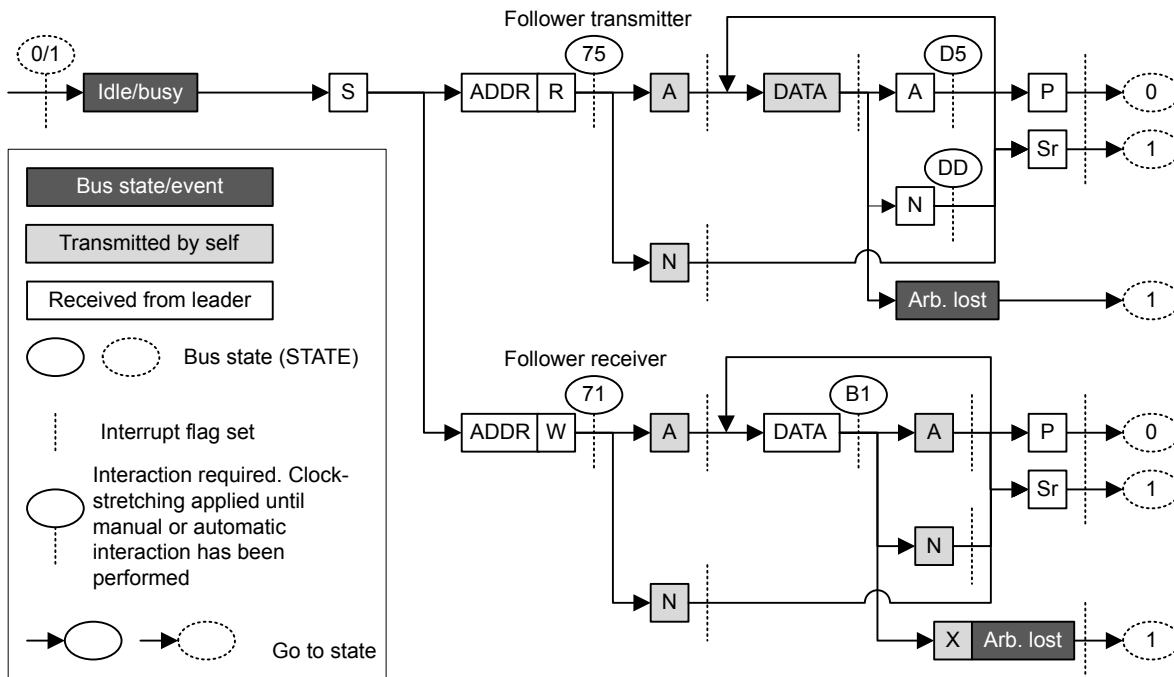 Follower transmitter
0/1
75
D5
Idle/busy
S
ADDR
R
A
DATA
A
P
0
Sr
1
DD
N
N
Arb. lost
1
Bus state/event
Transmitted by self
Received from leader
Bus state (STATE)
Interrupt flag set
Interaction required. Clock-
stretching applied until
manual or automatic
interaction has been
performed
Go to state
Follower receiver
71
B1
ADDR
W
A
DATA
A
P
0
Sr
1
N
N
X
Arb. lost
1